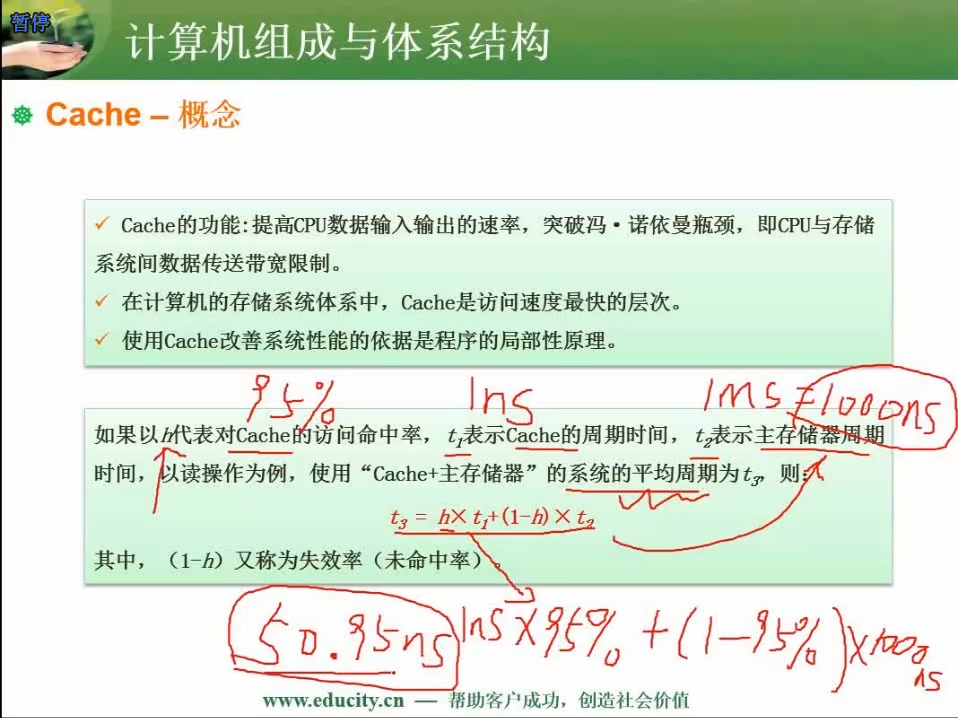 暂停
计算机组成与体系结构
Cache – 概念
Cache的功能:提高CPU数据输入输出的速率，突破冯·诺依曼瓶颈，即CPU与存储
系统间数据传送带宽限制。
在计算机的存储系统体系中，Cache是访问速度最快的层次。
使用Cache改善系统性能的依据是程序的局部性原理。
95% 1ns 1ms = 1000ns
如果以h代表对Cache的访问命中率，t₁表示Cache的周期时间，t₂表示主存储器周期
时间，以读操作为例，使用“Cache+主存储器”的系统的平均周期为t₃，则：
t₃ = h× t₁+(1-h)× t₂
其中，（1-h）又称为失效率（未命中率）。
50.95ns 1ns×95% + (1-95%)×1000ns
www.educity.cn — 帮助客户成功，创造社会价值